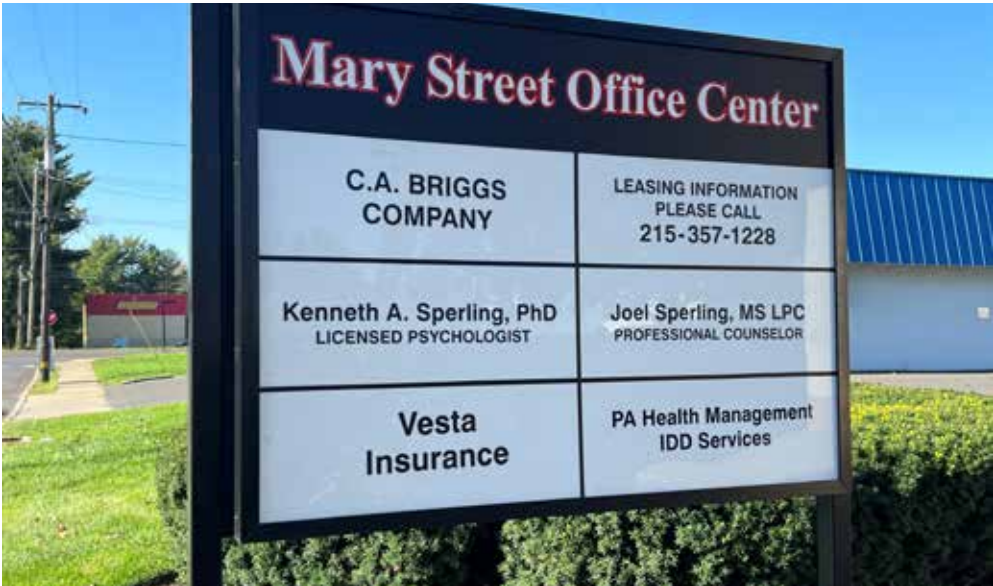 Mary Street Office Center
C.A. BRIGGS
COMPANY
LEASING INFORMATION
PLEASE CALL
215-357-1228
Kenneth A. Sperling, PhD
LICENSED PSYCHOLOGIST
Joel Sperling, MS LPC
PROFESSIONAL COUNSELOR
Vesta
Insurance
PA Health Management
IDD Services